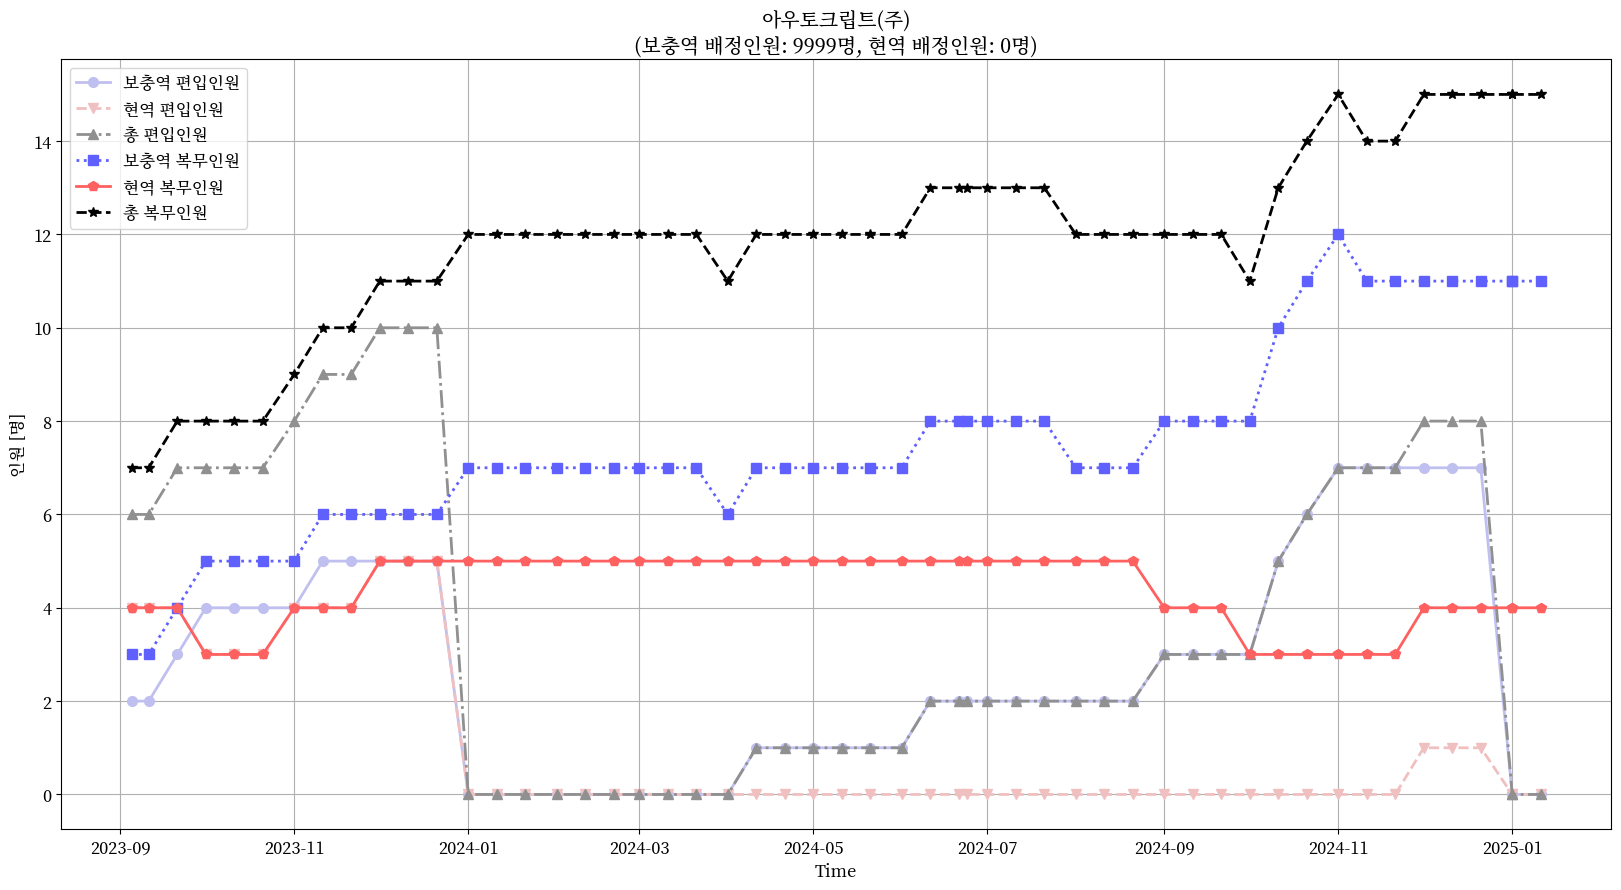 아우토크립트(주)
(보충역 배정인원: 9999명, 현역 배정인원: 0명)
보충역 편입인원
현역 편입인원
총 편입인원
보충역 복무인원
현역 복무인원
총 복무인원
인원 [명]
14
12
10
8
6
4
2
0
2023-09 2023-11 2024-01 2024-03 2024-05 2024-07 2024-09 2024-11 2025-01
Time